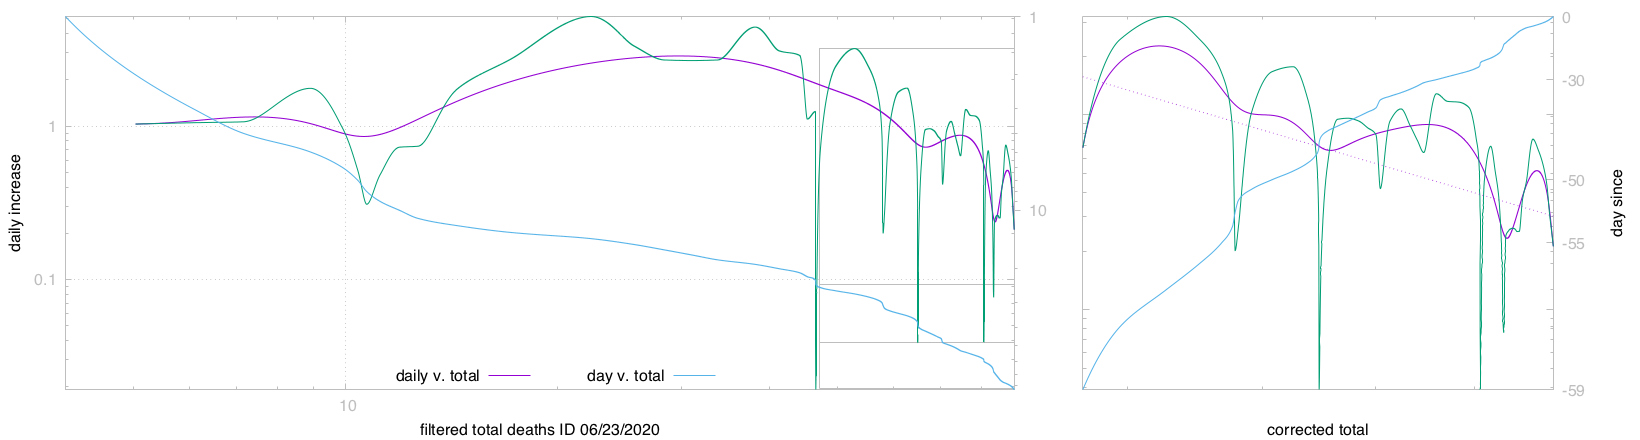 daily increase
1
0.1
10
daily v. total
day v. total
filtered total deaths ID 06/23/2020
1
10
0
-30
-50
-55
-59
day since
corrected total